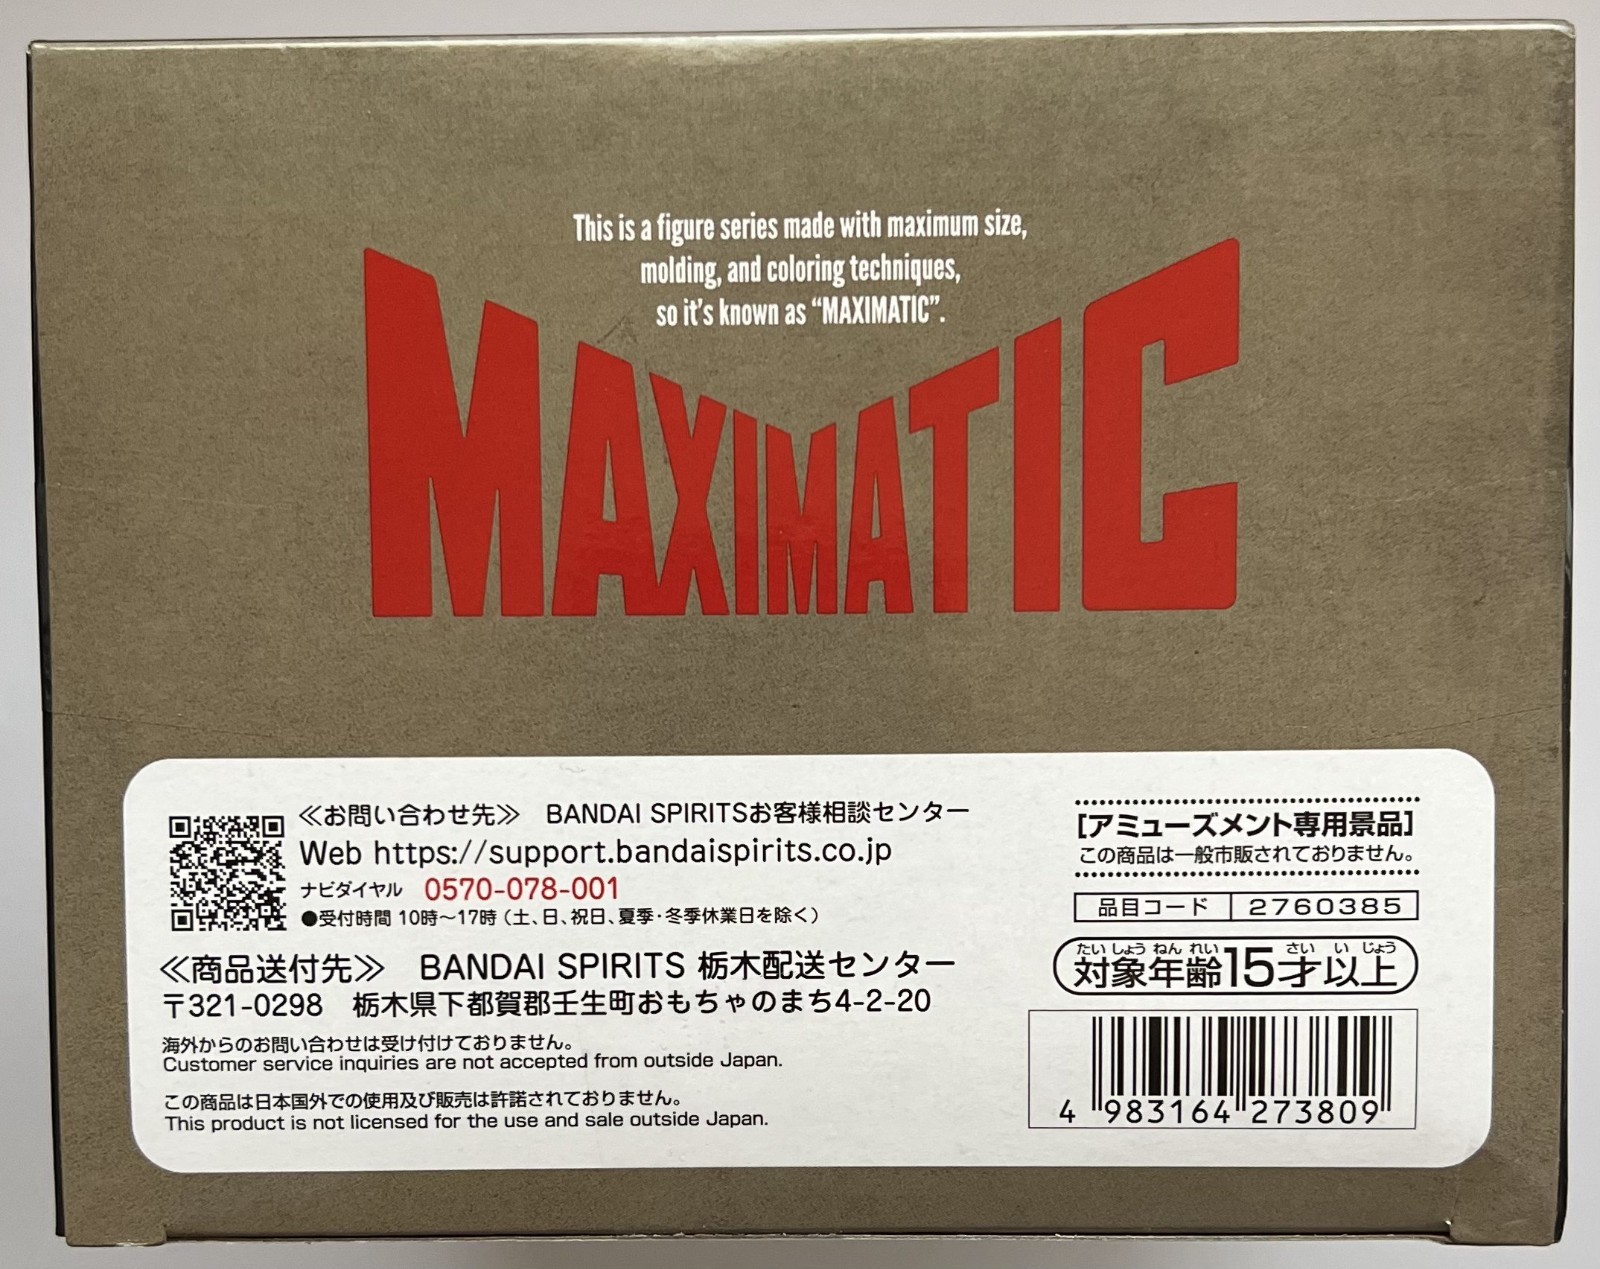 This is a figure series made with maximum size,
molding, and coloring techniques,
so it's known as “MAXIMATIC”.
MAXIMATIC
≪お問い合わせ先≫ BANDAI SPIRITSお客様相談センター
Web https://support.bandaispirits.co.jp
ナビダイヤル 0570-078-001
●受付時間 10時～17時（土、日、祝日、夏季・冬季休業日を除く）
≪商品送付先≫ BANDAI SPIRITS 栃木配送センター
〒321-0298 栃木県下都賀郡壬生町おもちゃのまち4-2-20
海外からのお問い合わせは受け付けておりません。
Customer service inquiries are not accepted from outside Japan.
この商品は日本国外での使用及び販売は許諾されておりません。
This product is not licensed for the use and sale outside Japan.
[アミューズメント専用景品]
この商品は一般市販されておりません。
品目コード 2760385
たいしょうねんれい さいいじょう
対象年齢15才以上
4 983164 273809